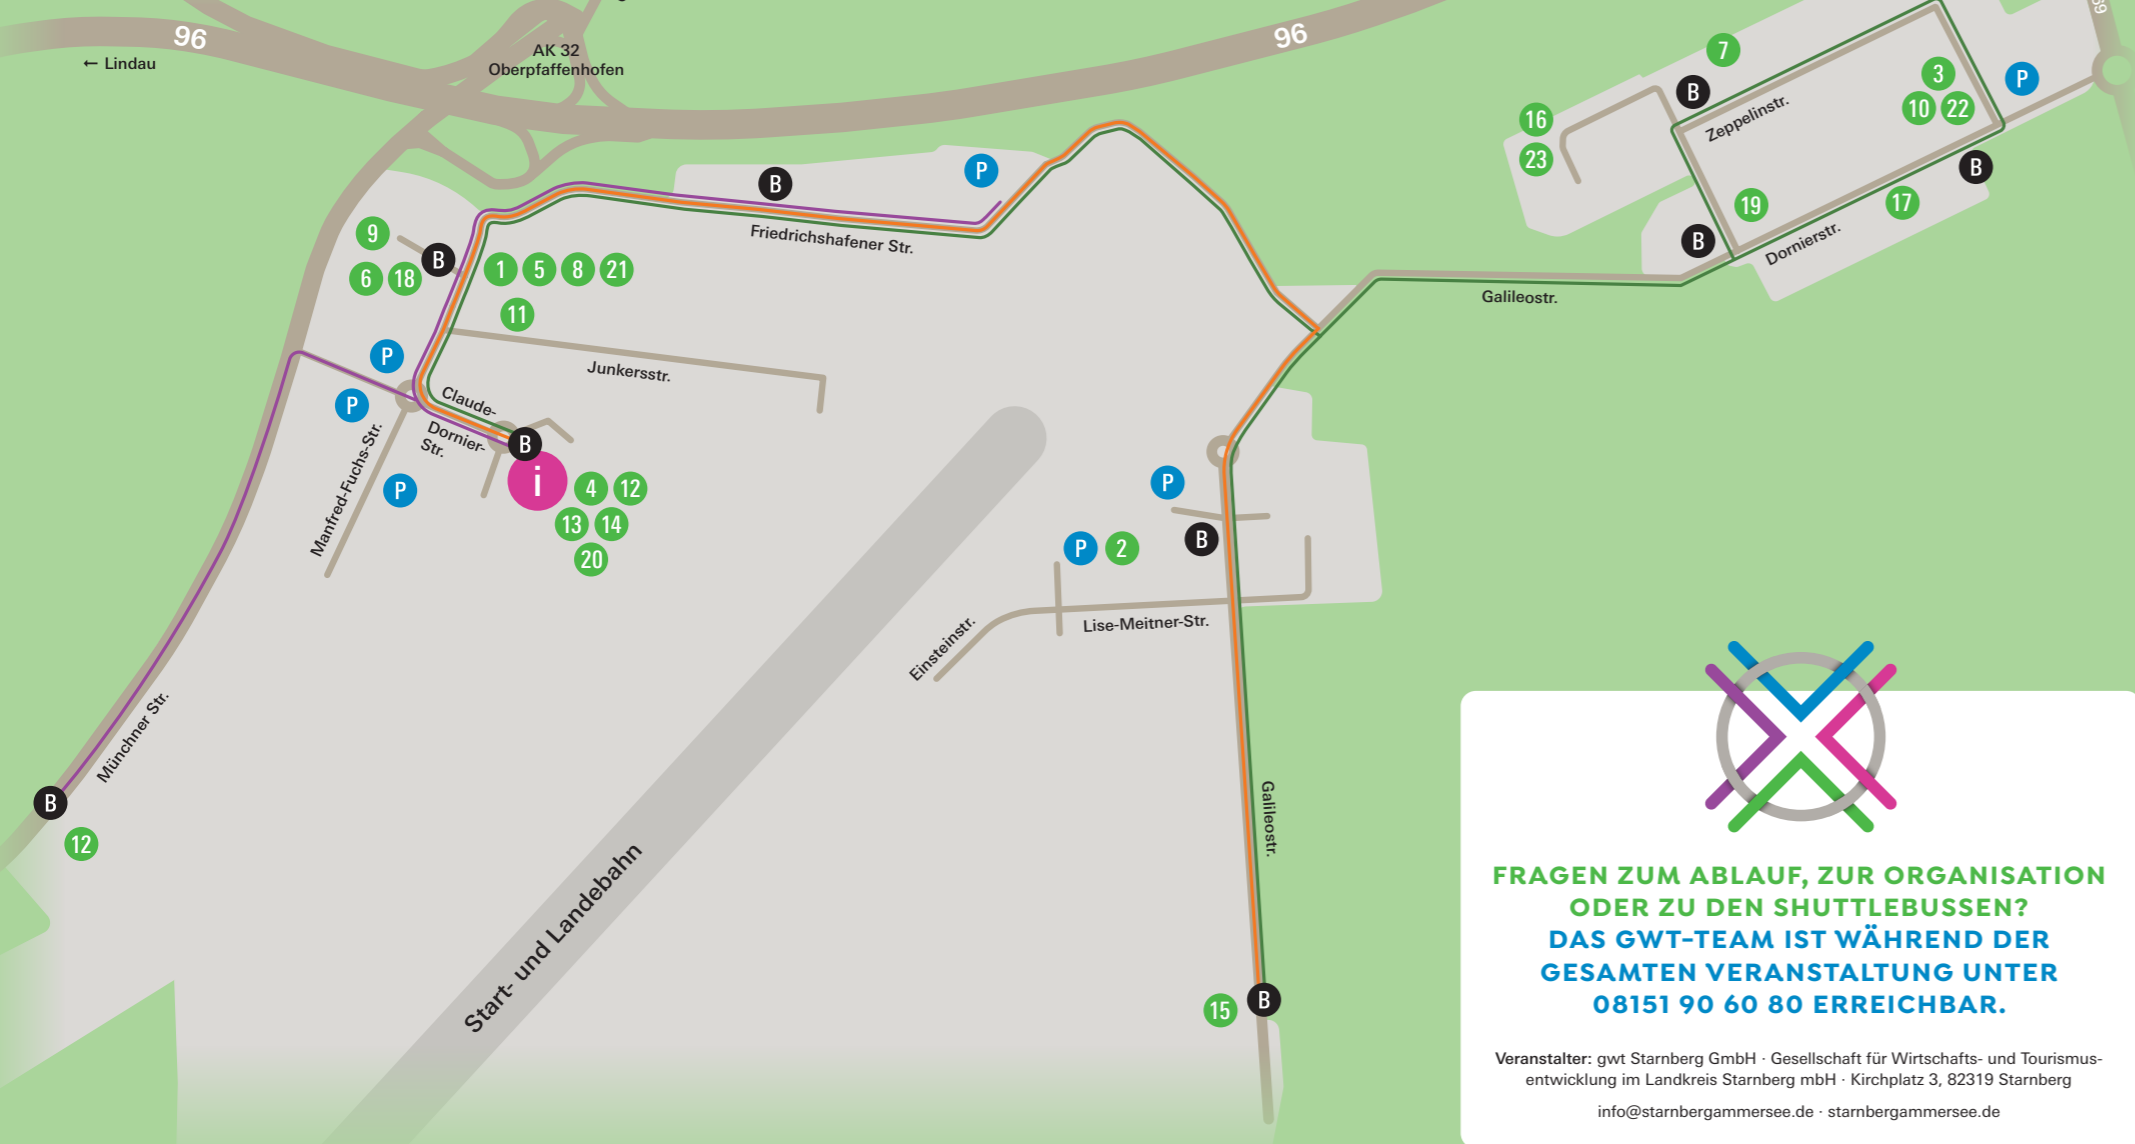 96
← Lindau
AK 32
Oberpfaffenhofen
96
7
B
3
P
10
22
Zeppelinstr.
16
23
B
P
B
19
17
B
Dornierstr.
9
B
6
18
1
5
8
21
11
Friedrichshafener Str.
Galileostr.
P
P
Junkersstr.
Claude-
Dornier-
Str.
Manfred-Fuchs-Str.
P
B
i
4
12
13
14
20
P
P
2
B
Einsteinstr.
Lise-Meitner-Str.
Münchner Str.
B
12
Start- und Landebahn
Galileostr.
15
B
FRAGEN ZUM ABLAUF, ZUR ORGANISATION
ODER ZU DEN SHUTTLEBUSSEN?
DAS GWT-TEAM IST WÄHREND DER
GESAMTEN VERANSTALTUNG UNTER
08151 90 60 80 ERREICHBAR.
Veranstalter: gwt Starnberg GmbH · Gesellschaft für Wirtschafts- und Tourismus-
entwicklung im Landkreis Starnberg mbH · Kirchplatz 3, 82319 Starnberg
info@starnbergammersee.de · starnbergammersee.de